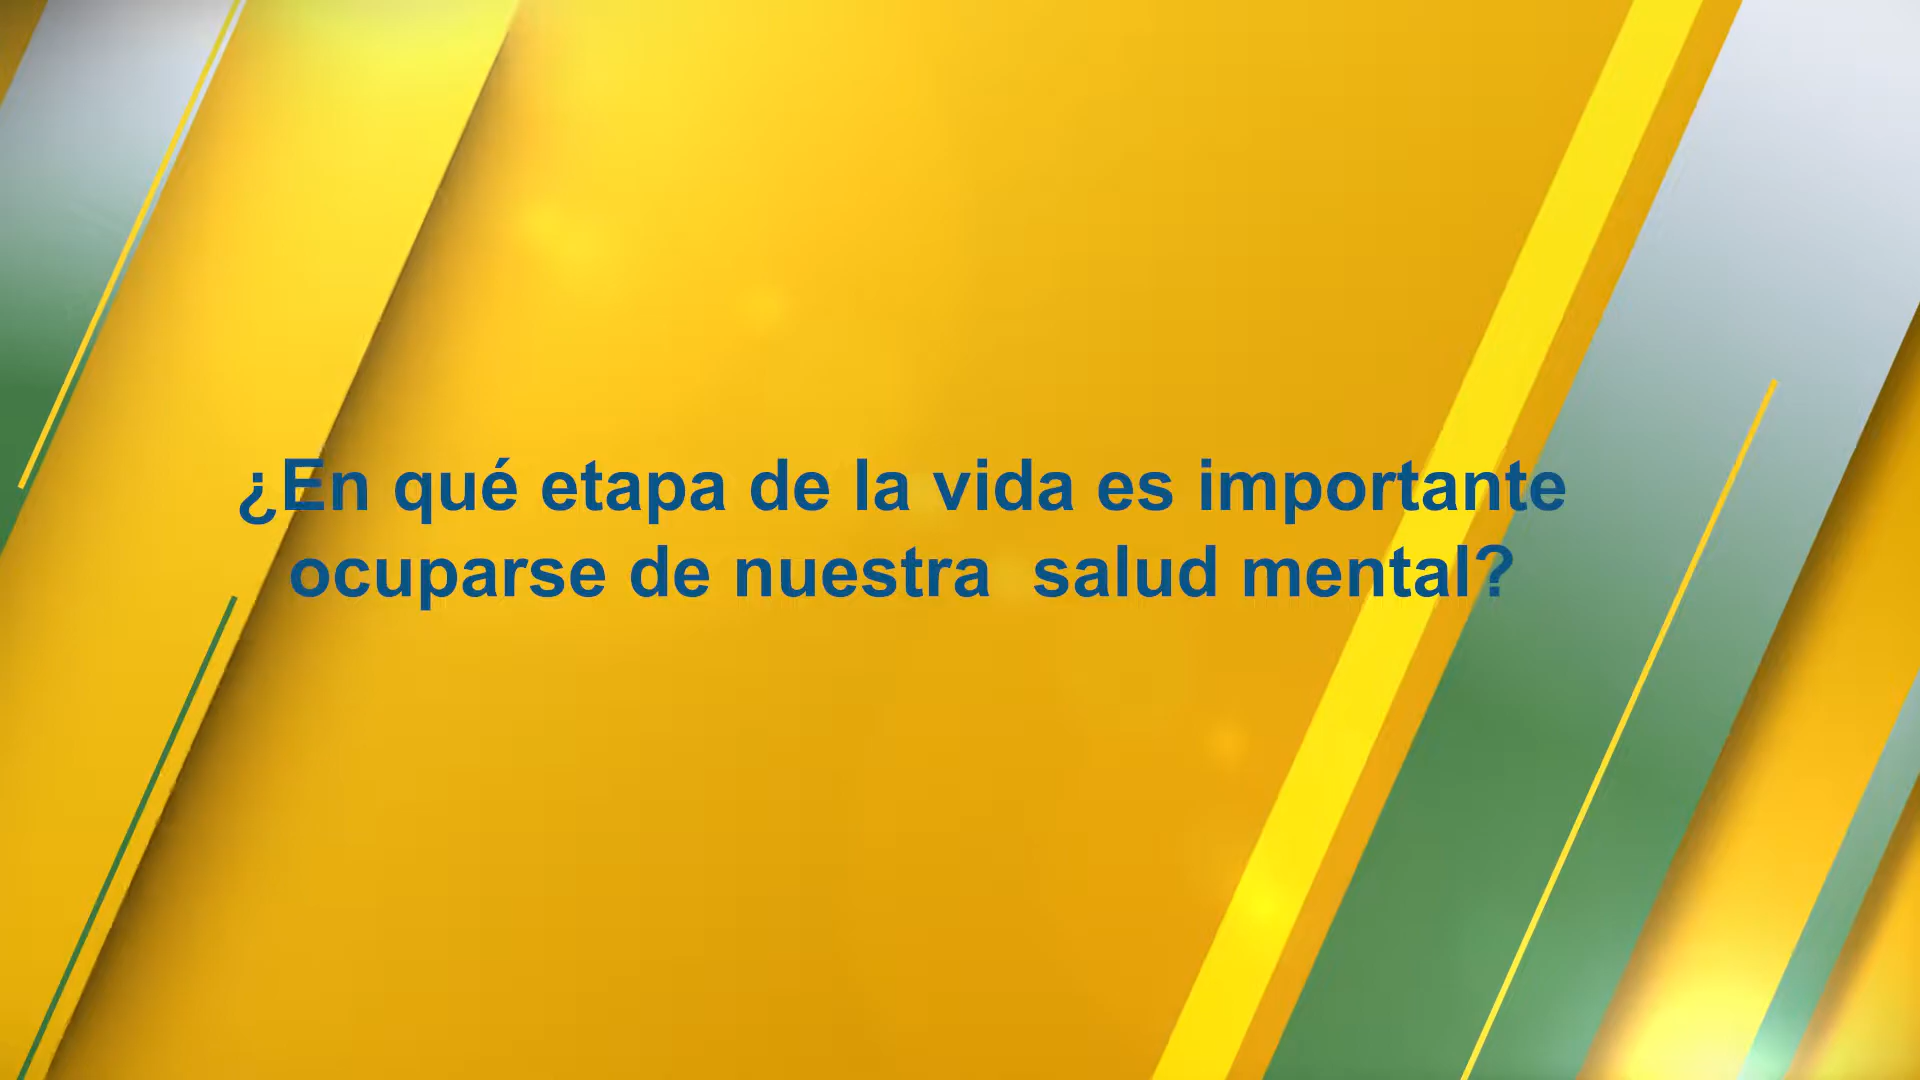 ¿En qué etapa de la vida es importante
ocuparse de nuestra  salud mental?